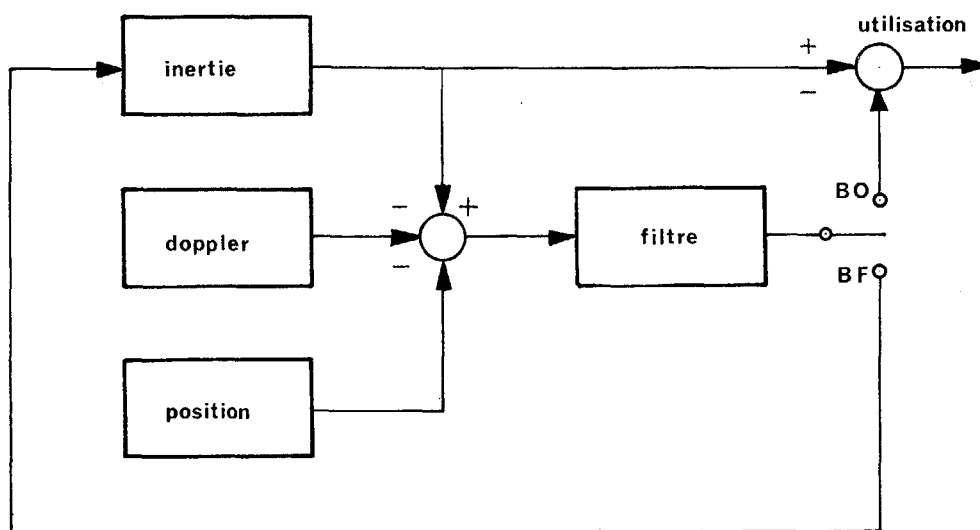 utilisation
inertie
+
−
BO
− +
doppler
−
filtre
BF
position